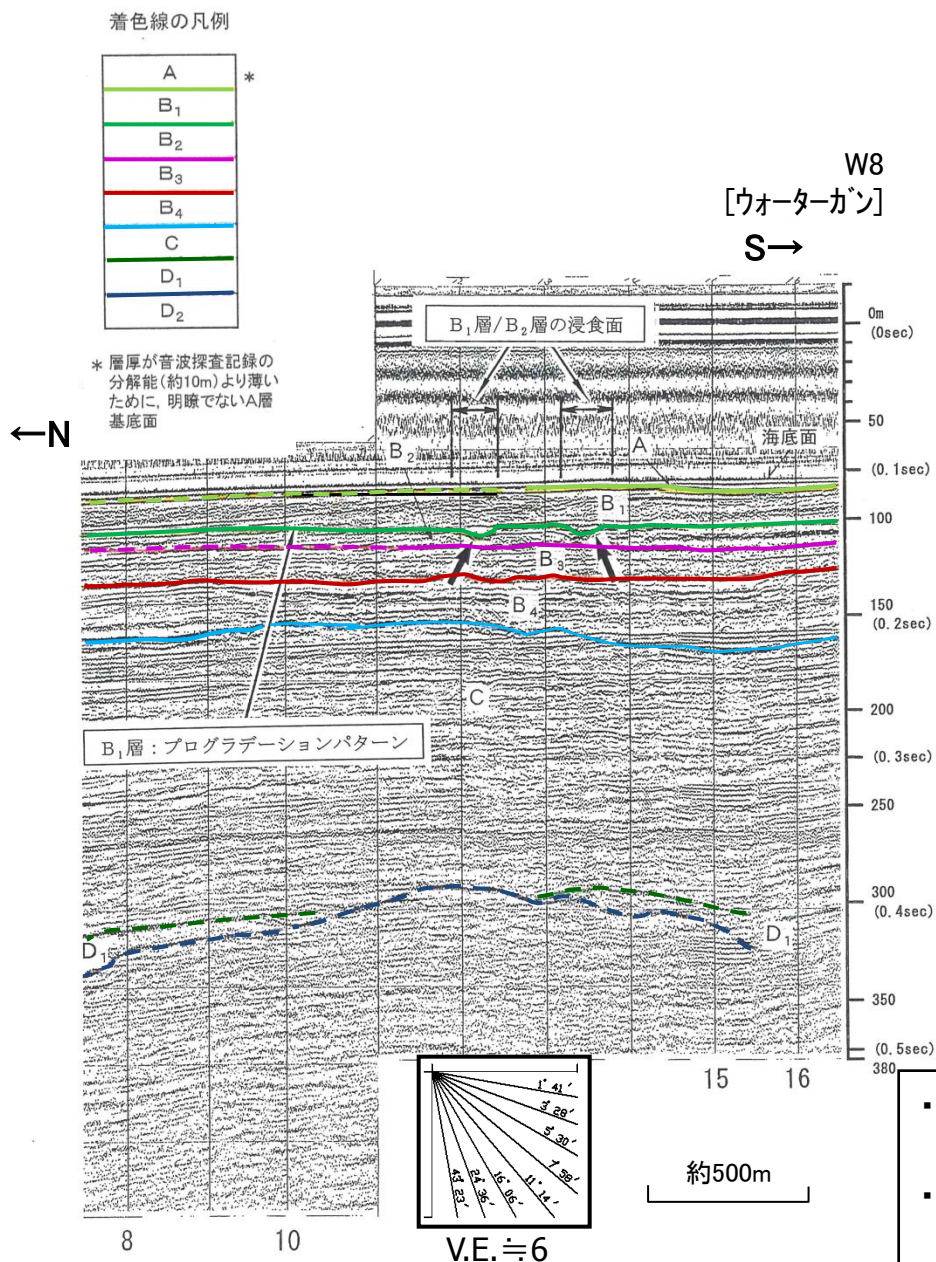 着色線の凡例
A
*
B₁
B₂
B₃
B₄
C
D₁
D₂
* 層厚が音波探査記録の
分解能(約10m)より薄い
ために, 明瞭でないA層
基底面
W8
[ウォーターガン]
S→
←N
B₁層/B₂層の浸食面
0m
(0sec)
50
海底面
(0.1sec)
B₂
A
B₁
100
B₃
B₄
150
(0.2sec)
C
200
B₁層：プログラデーションパターン
(0.3sec)
250
300
(0.4sec)
D₁
D₁
350
(0.5sec)
380
15
16
1° 41′
3° 28′
5° 30′
7° 58′
11° 14′
16° 06′
24° 36′
43° 23′
約500m
8
10
V.E.≒6